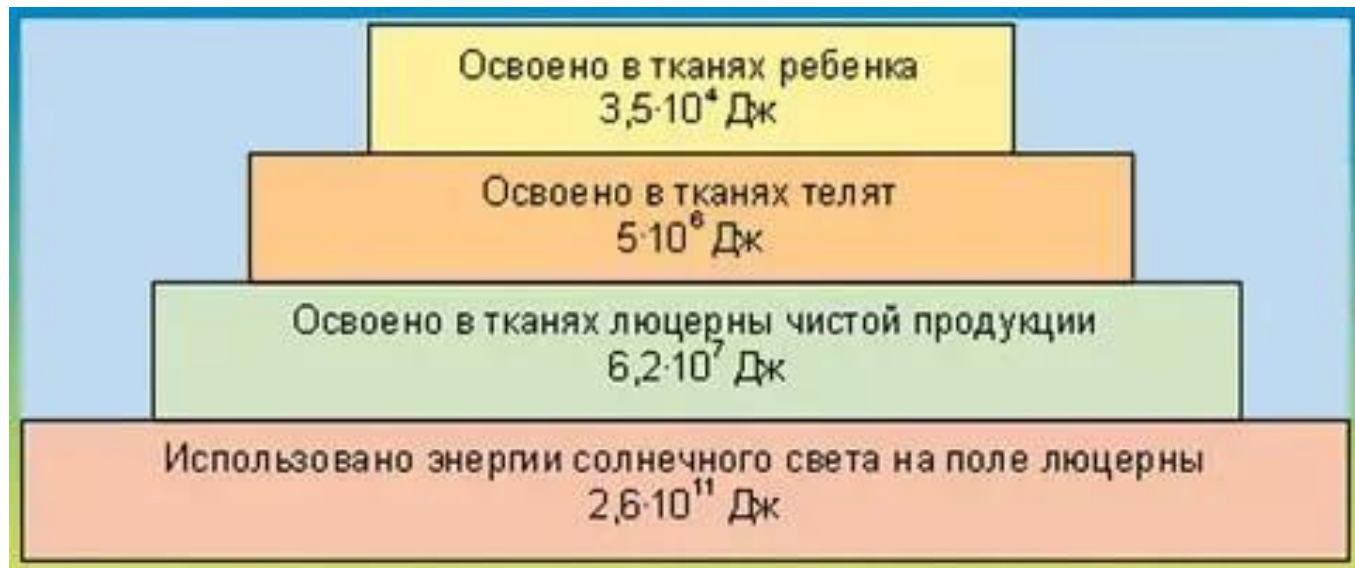 Освоено в тканях ребенка
3,5·10⁴ Дж
Освоено в тканях телят
5·10⁶ Дж
Освоено в тканях люцерны чистой продукции
6,2·10⁷ Дж
Использовано энергии солнечного света на поле люцерны
2,6·10¹¹ Дж